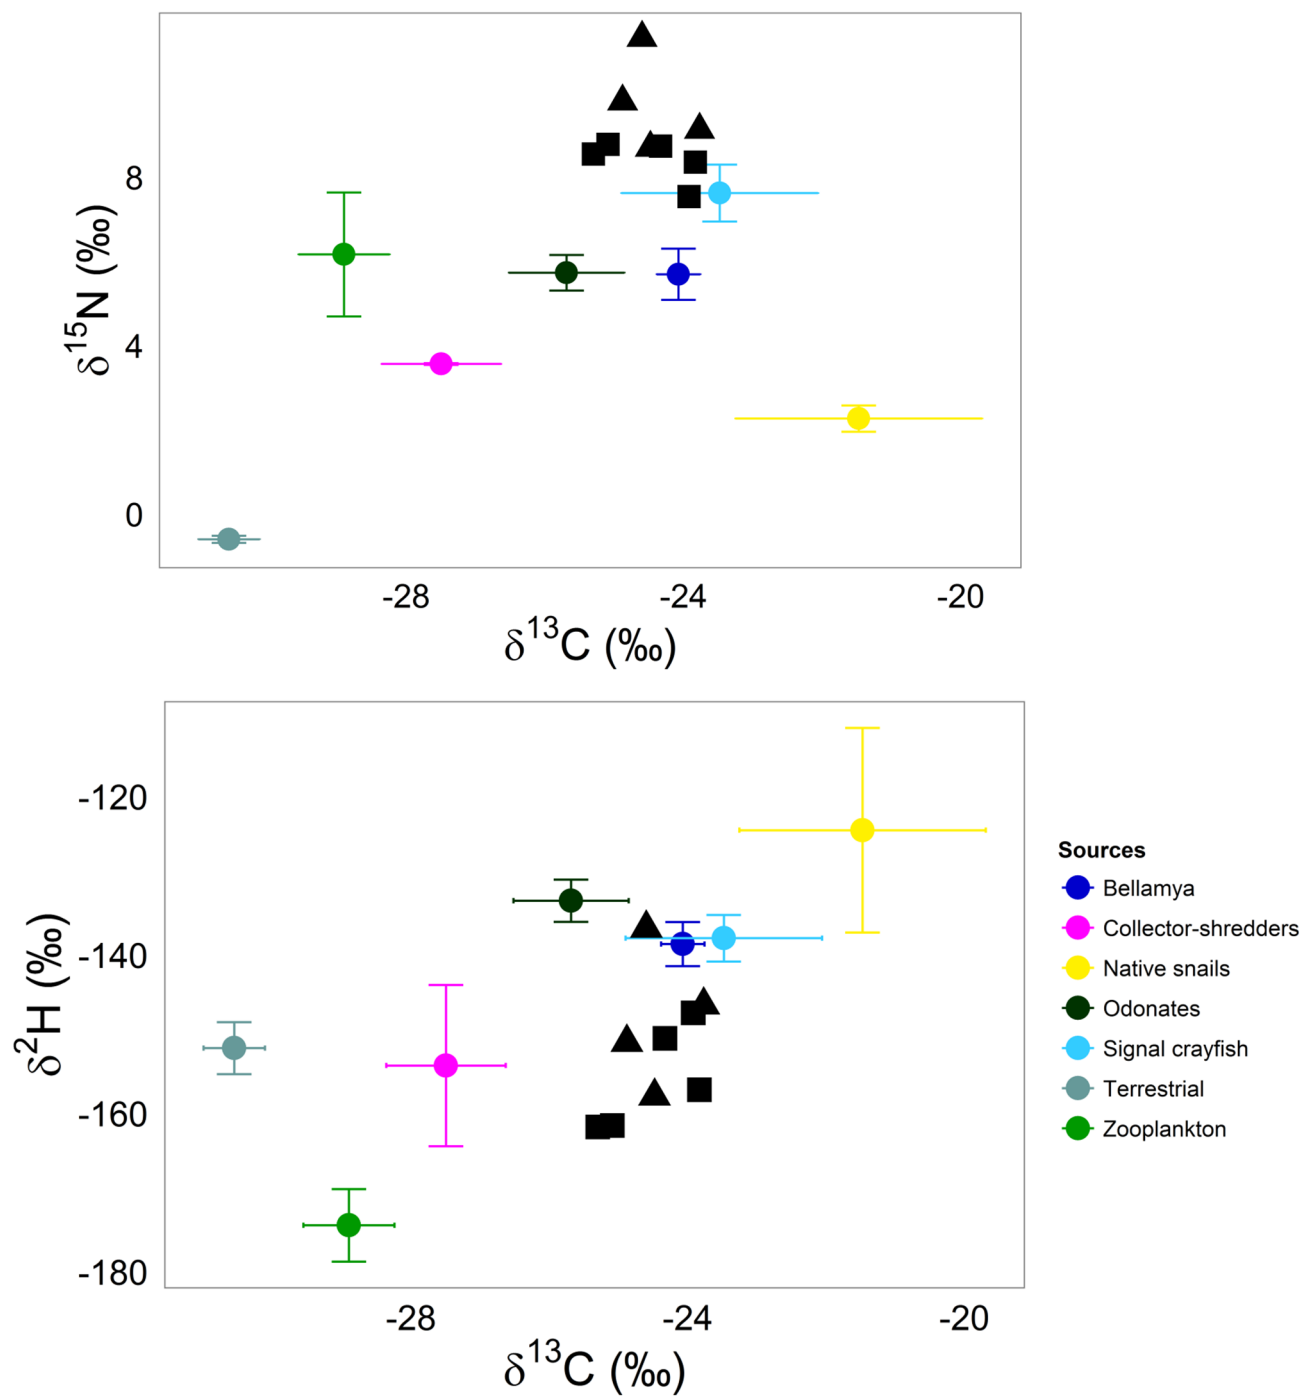 8
4
0
δ15N (‰)
-28 -24 -20
δ13C (‰)
-120
-140
-160
-180
δ2H (‰)
-28 -24 -20
δ13C (‰)
Sources
Bellamya
Collector-shredders
Native snails
Odonates
Signal crayfish
Terrestrial
Zooplankton